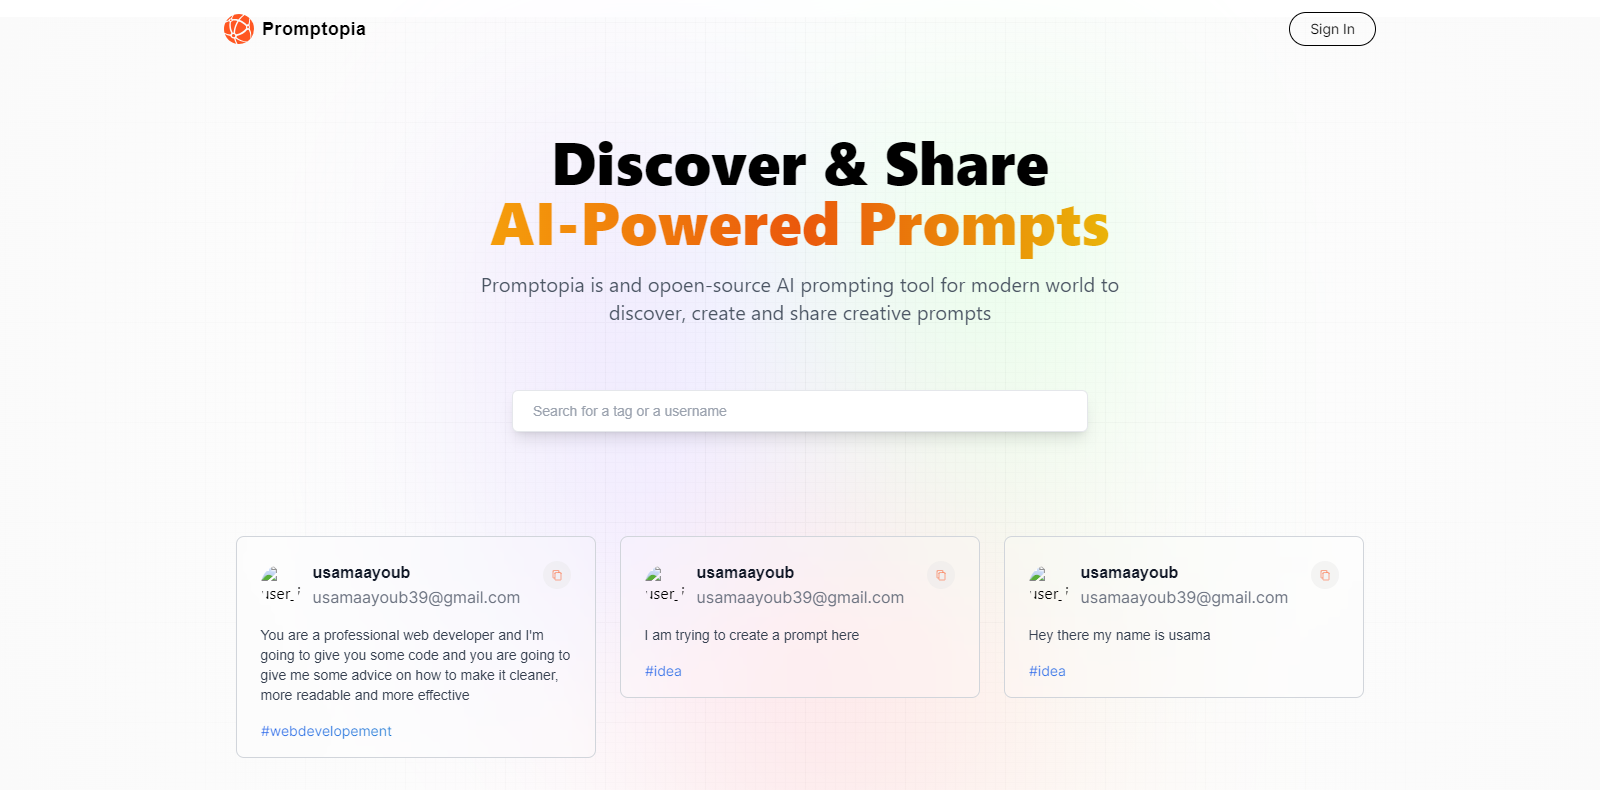 Promptopia
Sign In
Discover & Share
AI-Powered Prompts
Promptopia is and opoen-source AI prompting tool for modern world to
discover, create and share creative prompts
Search for a tag or a username
user_i
usamaayoub
usamaayoub39@gmail.com
You are a professional web developer and I'm
going to give you some code and you are going to
give me some advice on how to make it cleaner,
more readable and more effective
#webdevelopement
user_i
usamaayoub
usamaayoub39@gmail.com
I am trying to create a prompt here
#idea
user_i
usamaayoub
usamaayoub39@gmail.com
Hey there my name is usama
#idea